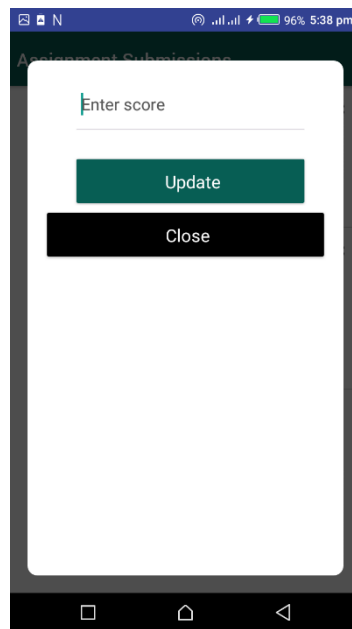 N 96% 5:38 pm
Assignment Submissions
Enter score
Update
Close